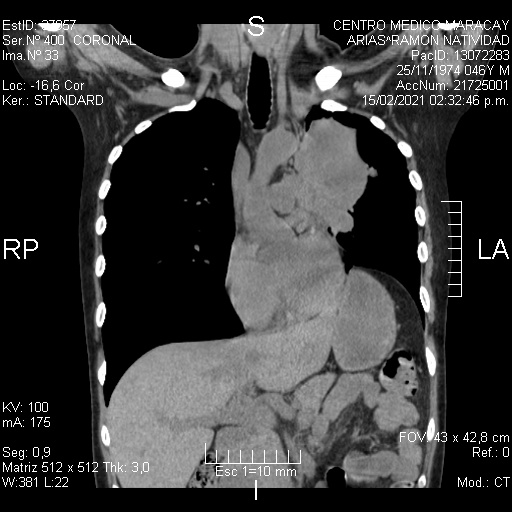 EstID: 37957
Ser.Nº 400 CORONAL
Ima.Nº 33
Loc: -16,6 Cor
Ker.: STANDARD
S
CENTRO MEDICO MARACAY
ARIAS^RAMON NATIVIDAD
PacID: 13072283
25/11/1974 046Y M
AccNum: 21725001
15/02/2021 02:32:46 p.m.
RP
LA
KV: 100
mA: 175
Seg: 0,9
Matriz 512 x 512 Thk: 3,0
W:381 L:22
Esc 1=10 mm
I
FOV: 43 x 42,8 cm
Ref.: 0
Mod.: CT